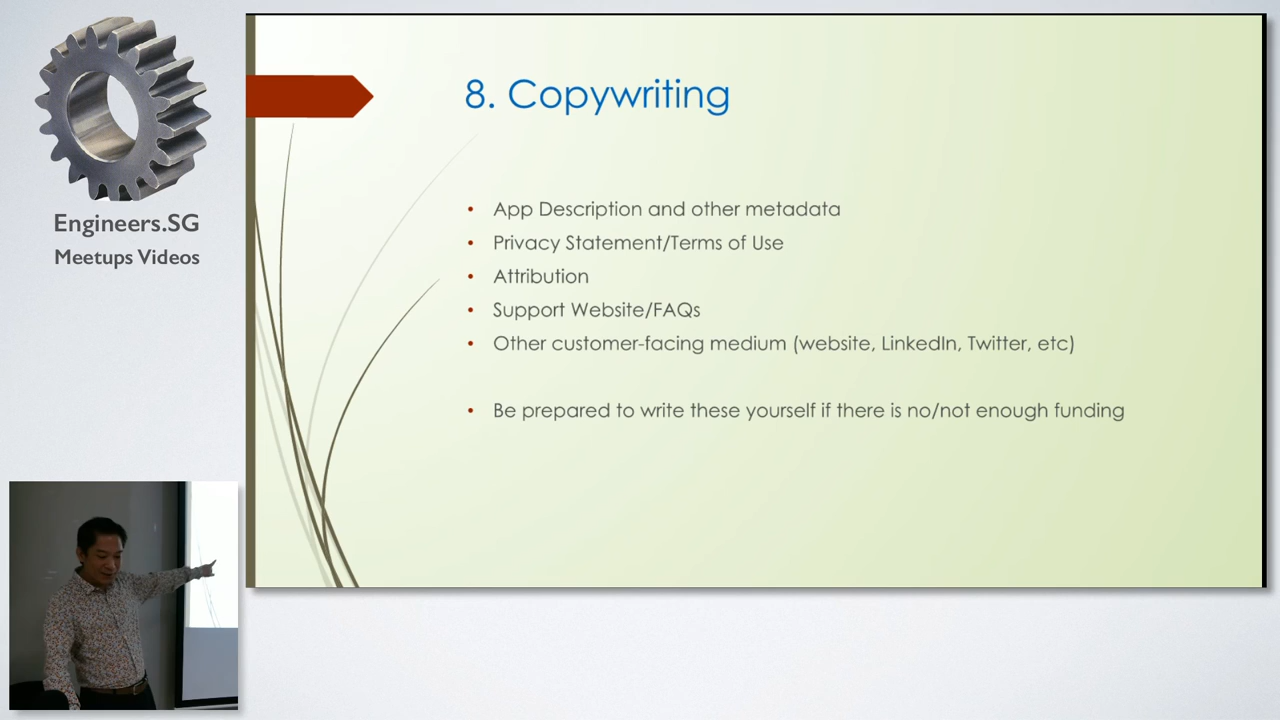 Engineers.SG
Meetups Videos
8. Copywriting
• App Description and other metadata
• Privacy Statement/Terms of Use
• Attribution
• Support Website/FAQs
• Other customer-facing medium (website, LinkedIn, Twitter, etc)
• Be prepared to write these yourself if there is no/not enough funding